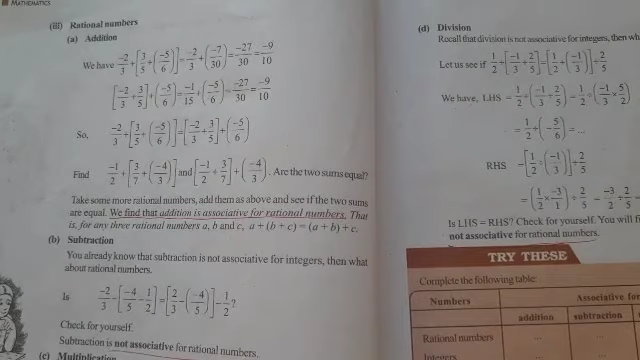 MATHEMATICS
(iii) Rational numbers
(a) Addition
We have -2/3 + [3/5 + (-5/6)] = -2/3 + (-7/30) = -27/30 = -9/10
[-2/3 + 3/5] + (-5/6) = -1/15 + (-5/6) = -27/30 = -9/10
So, -2/3 + [3/5 + (-5/6)] = [-2/3 + 3/5] + (-5/6)
Find -1/2 + [3/7 + (-4/3)] and [-1/2 + 3/7] + (-4/3). Are the two sums equal?
Take some more rational numbers, add them as above and see if the two sums
are equal. We find that addition is associative for rational numbers. That
is, for any three rational numbers a, b and c, a + (b + c) = (a + b) + c.
(b) Subtraction
You already know that subtraction is not associative for integers, then what
about rational numbers.
Is -2/3 - [-4/5 - 1/2] = [2/3 - (-4/5)] - 1/2 ?
Check for yourself.
Subtraction is not associative for rational numbers.
(c) Multiplication
(d) Division
Recall that division is not associative for integers, then wh
Let us see if 1/2 ÷ [-1/3 ÷ 2/5] = [1/2 ÷ (-1/3)] ÷ 2/5
We have, LHS = 1/2 ÷ (-1/3 ÷ 2/5) = 1/2 ÷ (-1/3 × 5/2)
= 1/2 ÷ (-5/6) = ...
RHS = [1/2 ÷ (-1/3)] ÷ 2/5
= (1/2 × -3/1) ÷ 2/5 = -3/2 ÷ 2/5
Is LHS = RHS? Check for yourself. You will fi
not associative for rational numbers.
TRY THESE
Complete the following table:
Numbers Associative for
addition subtraction
Rational numbers ... ...
Integers